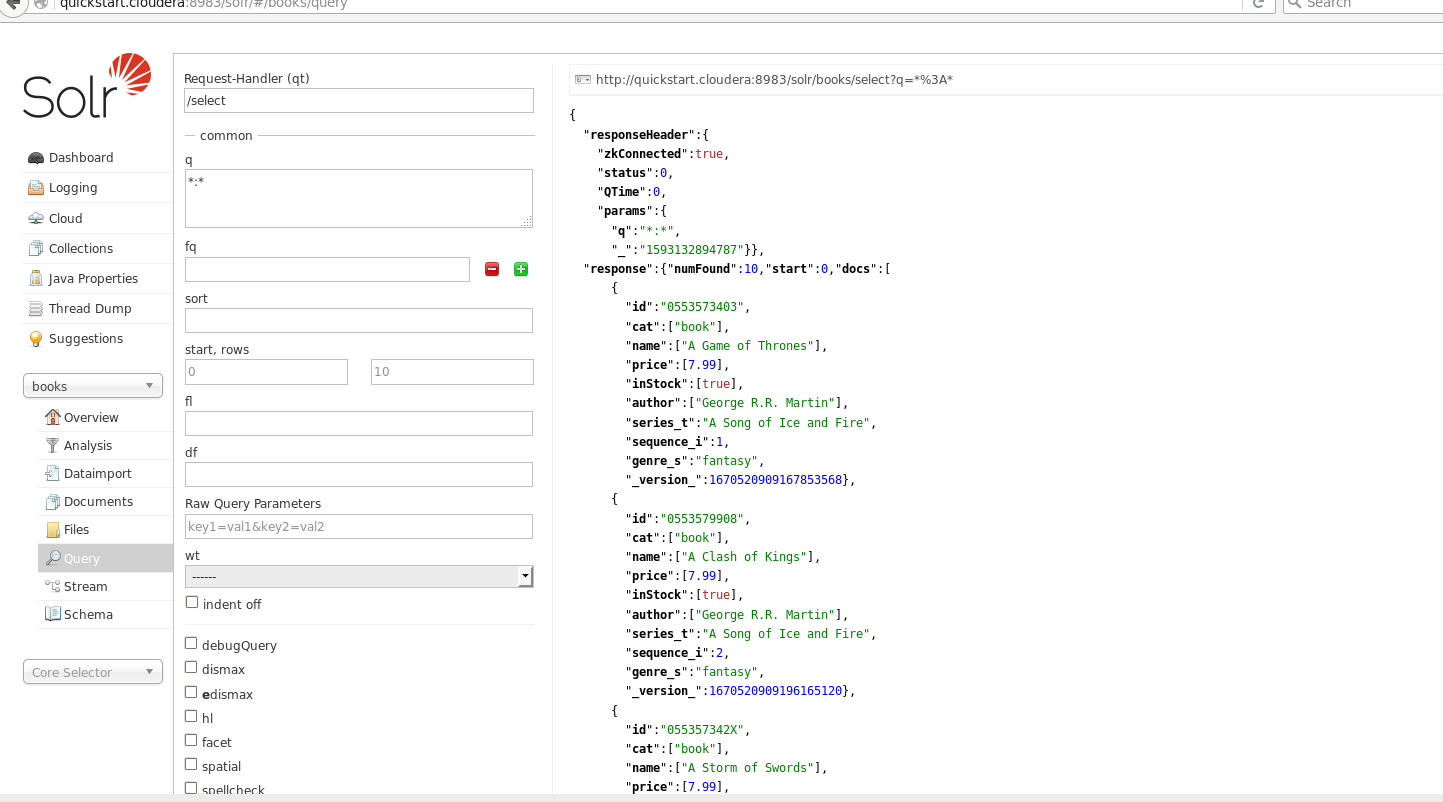 quickstart.cloudera:8983/solr/#/books/query
Search
Solr
Dashboard
Logging
Cloud
Collections
Java Properties
Thread Dump
Suggestions
books
Overview
Analysis
Dataimport
Documents
Files
Query
Stream
Schema
Core Selector
Request-Handler (qt)
/select
common
q
*:*
fq
sort
start, rows
0 10
fl
df
Raw Query Parameters
key1=val1&key2=val2
wt
------
indent off
debugQuery
dismax
edismax
hl
facet
spatial
spellcheck
http://quickstart.cloudera:8983/solr/books/select?q=*%3A*
{
"responseHeader":{
"zkConnected":true,
"status":0,
"QTime":0,
"params":{
"q":"*:*",
"_":"1593132894787"}},
"response":{"numFound":10,"start":0,"docs":[
{
"id":"0553573403",
"cat":["book"],
"name":["A Game of Thrones"],
"price":[7.99],
"inStock":[true],
"author":["George R.R. Martin"],
"series_t":"A Song of Ice and Fire",
"sequence_i":1,
"genre_s":"fantasy",
"_version_":1670520909167853568},
{
"id":"0553579908",
"cat":["book"],
"name":["A Clash of Kings"],
"price":[7.99],
"inStock":[true],
"author":["George R.R. Martin"],
"series_t":"A Song of Ice and Fire",
"sequence_i":2,
"genre_s":"fantasy",
"_version_":1670520909196165120},
{
"id":"055357342X",
"cat":["book"],
"name":["A Storm of Swords"],
"price":[7.99],